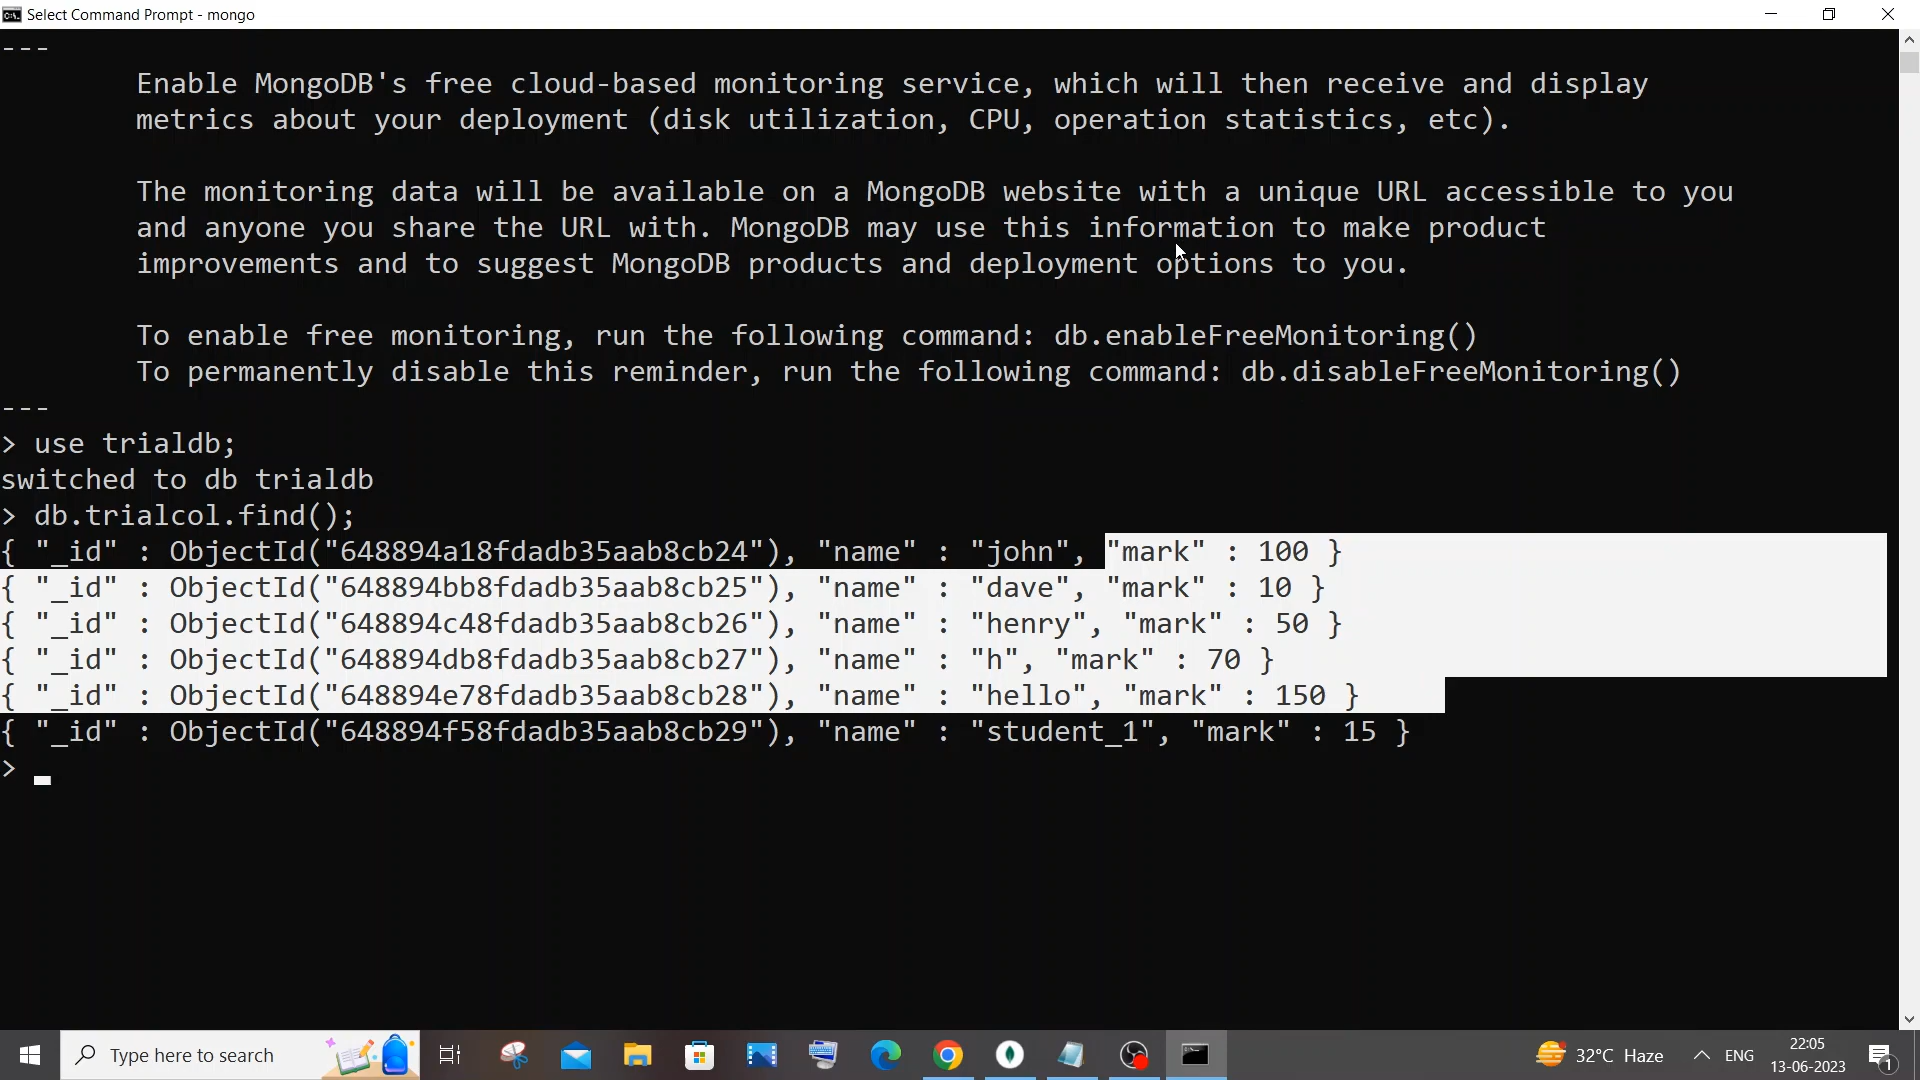 Select Command Prompt - mongo
---
Enable MongoDB's free cloud-based monitoring service, which will then receive and display
metrics about your deployment (disk utilization, CPU, operation statistics, etc).
The monitoring data will be available on a MongoDB website with a unique URL accessible to you
and anyone you share the URL with. MongoDB may use this information to make product
improvements and to suggest MongoDB products and deployment options to you.
To enable free monitoring, run the following command: db.enableFreeMonitoring()
To permanently disable this reminder, run the following command: db.disableFreeMonitoring()
---
> use trialdb;
switched to db trialdb
> db.trialcol.find();
{ "_id" : ObjectId("648894a18fdadb35aab8cb24"), "name" : "john", "mark" : 100 }
{ "_id" : ObjectId("648894bb8fdadb35aab8cb25"), "name" : "dave", "mark" : 10 }
{ "_id" : ObjectId("648894c48fdadb35aab8cb26"), "name" : "henry", "mark" : 50 }
{ "_id" : ObjectId("648894db8fdadb35aab8cb27"), "name" : "h", "mark" : 70 }
{ "_id" : ObjectId("648894e78fdadb35aab8cb28"), "name" : "hello", "mark" : 150 }
{ "_id" : ObjectId("648894f58fdadb35aab8cb29"), "name" : "student_1", "mark" : 15 }
>
Type here to search
32°C Haze
ENG
22:05
13-06-2023
1